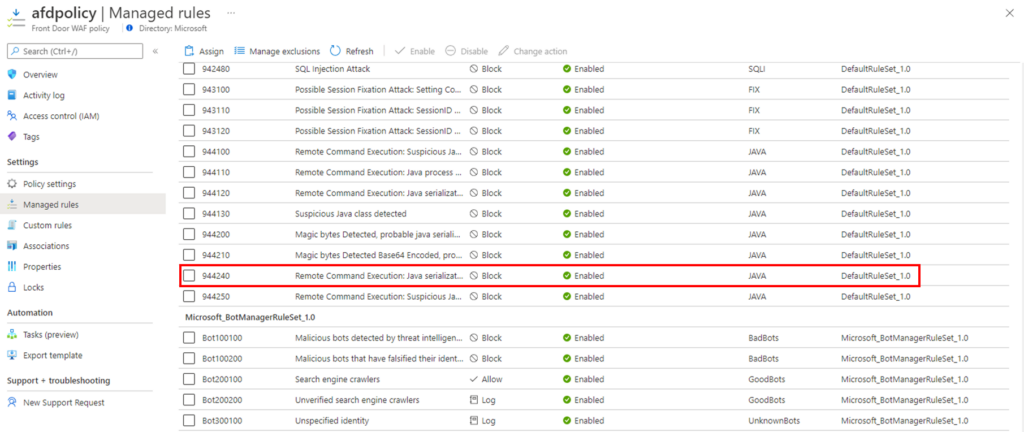 afdpolicy | Managed rules ...
Front Door WAF policy Directory: Microsoft
Search (Ctrl+/) «
Assign Manage exclusions Refresh Enable Disable Change action
Overview
Activity log
Access control (IAM)
Tags
Settings
Policy settings
Managed rules
Custom rules
Associations
Properties
Locks
Automation
Tasks (preview)
Export template
Support + troubleshooting
New Support Request
942480 SQL Injection Attack Block Enabled SQLI DefaultRuleSet_1.0
943100 Possible Session Fixation Attack: Setting Co... Block Enabled FIX DefaultRuleSet_1.0
943110 Possible Session Fixation Attack: SessionID ... Block Enabled FIX DefaultRuleSet_1.0
943120 Possible Session Fixation Attack: SessionID ... Block Enabled FIX DefaultRuleSet_1.0
944100 Remote Command Execution: Suspicious Ja... Block Enabled JAVA DefaultRuleSet_1.0
944110 Remote Command Execution: Java process ... Block Enabled JAVA DefaultRuleSet_1.0
944120 Remote Command Execution: Java serializat... Block Enabled JAVA DefaultRuleSet_1.0
944130 Suspicious Java class detected Block Enabled JAVA DefaultRuleSet_1.0
944200 Magic bytes Detected, probable java seriali... Block Enabled JAVA DefaultRuleSet_1.0
944210 Magic bytes Detected Base64 Encoded, pro... Block Enabled JAVA DefaultRuleSet_1.0
944240 Remote Command Execution: Java serializat... Block Enabled JAVA DefaultRuleSet_1.0
944250 Remote Command Execution: Suspicious Ja... Block Enabled JAVA DefaultRuleSet_1.0
Microsoft_BotManagerRuleSet_1.0
Bot100100 Malicious bots detected by threat intelligen... Block Enabled BadBots Microsoft_BotManagerRuleSet_1.0
Bot100200 Malicious bots that have falsified their ident... Block Enabled BadBots Microsoft_BotManagerRuleSet_1.0
Bot200100 Search engine crawlers Allow Enabled GoodBots Microsoft_BotManagerRuleSet_1.0
Bot200200 Unverified search engine crawlers Log Enabled GoodBots Microsoft_BotManagerRuleSet_1.0
Bot300100 Unspecified identity Log Enabled UnknownBots Microsoft_BotManagerRuleSet_1.0